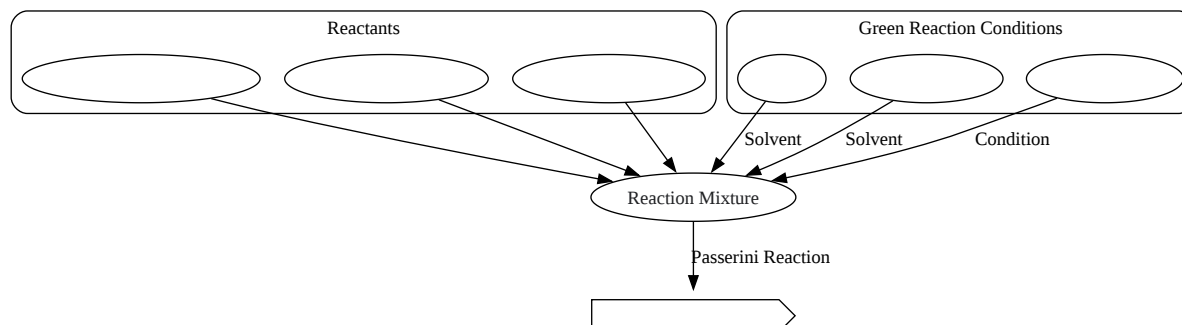 Reactants
Green Reaction Conditions
Solvent
Solvent
Condition
Reaction Mixture
Passerini Reaction